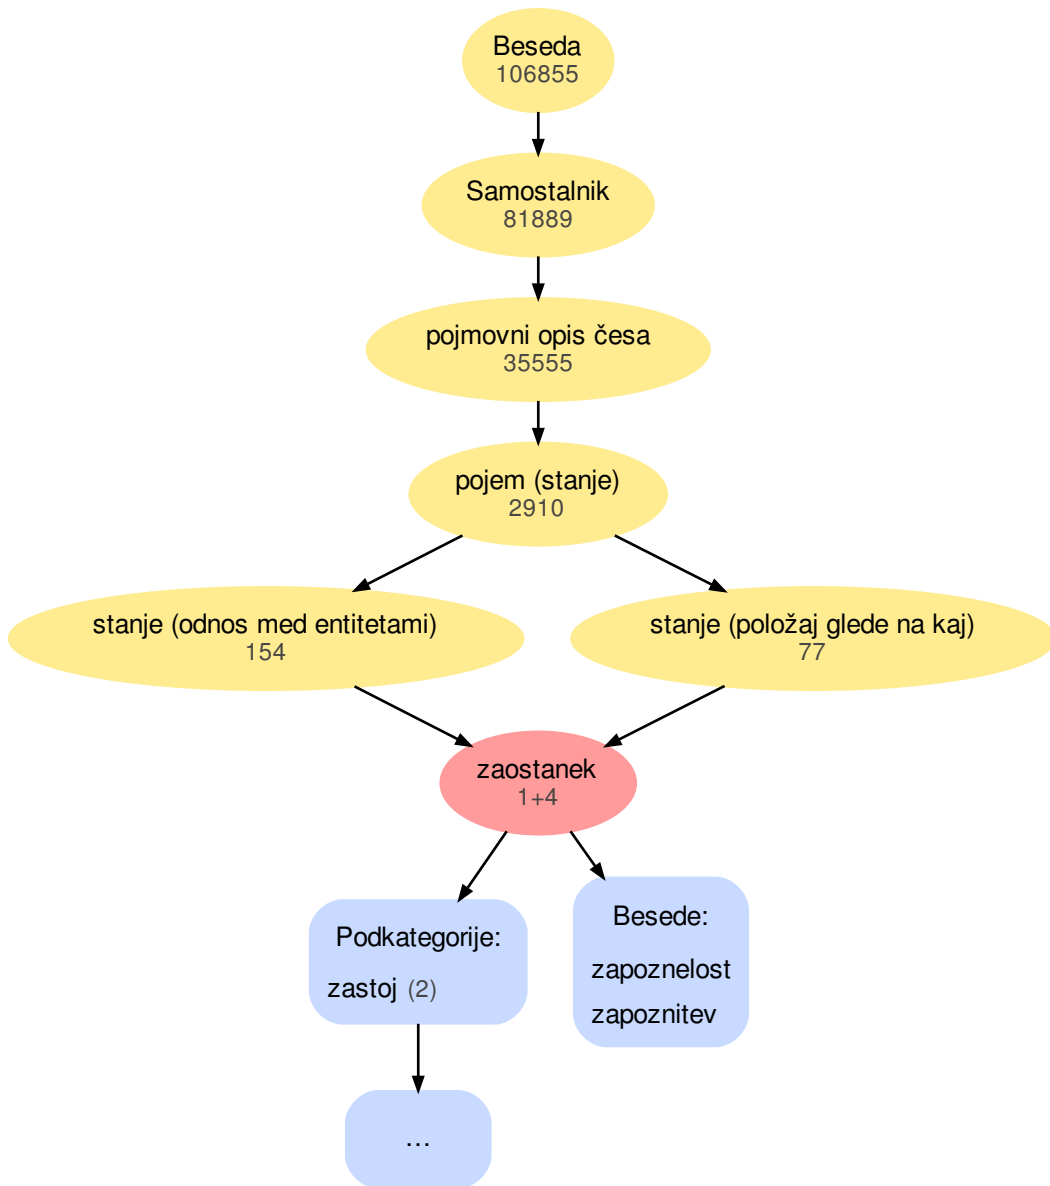 Beseda
106855
Samostalnik
81889
pojmovni opis česa
35555
pojem (stanje)
2910
stanje (odnos med entitetami)
154
stanje (položaj glede na kaj)
77
zaostanek
1+4
Podkategorije:
zastoj (2)
Besede:
zapoznelost
zapoznitev
...